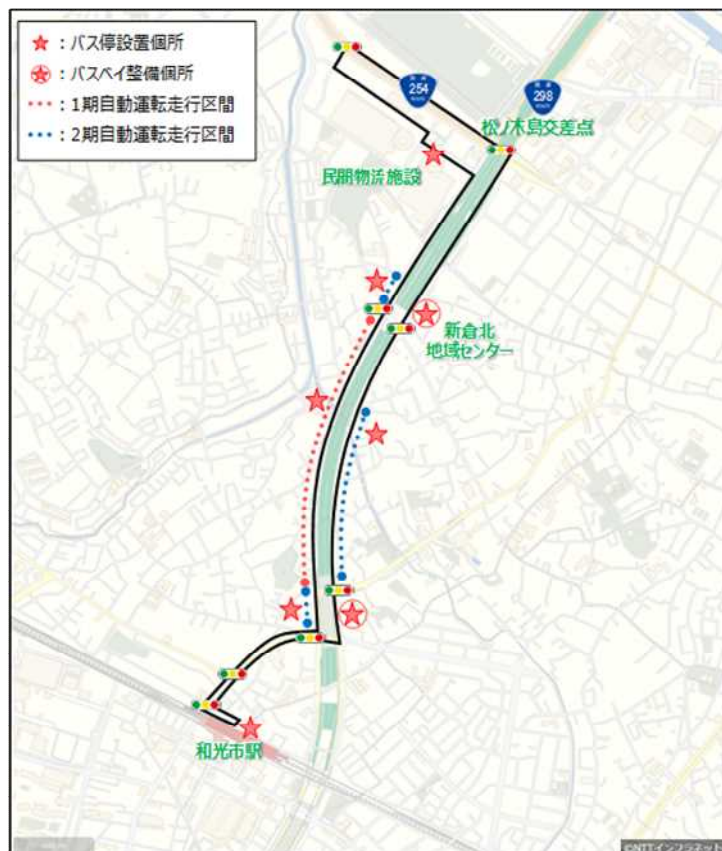 ：バス停設置個所
：バスベイ整備個所
：1期自動運転走行区間
：2期自動運転走行区間
254
298
松ノ木島交差点
民間物流施設
新倉北
地域センター
和光市駅
©NTTインフラネット